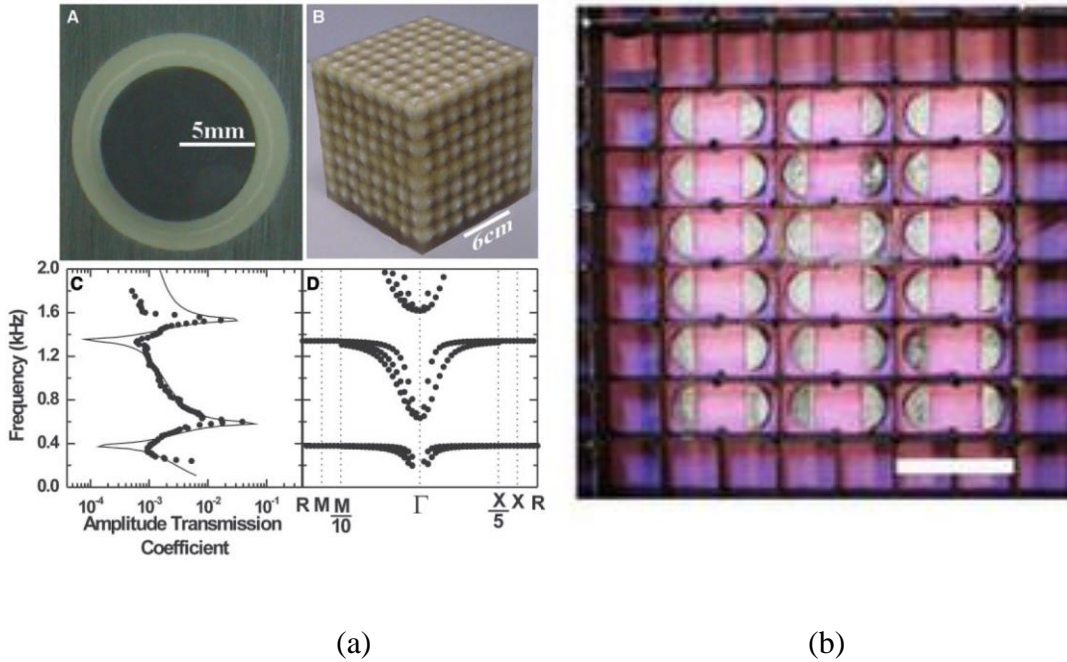 A
5mm
B
6cm
C
D
Frequency (kHz)
2.0
1.6
1.2
0.8
0.4
0.0
10-4
10-3
10-2
10-1
Amplitude Transmission
Coefficient
R M M/10 Γ X/5 X R
(a)
(b)